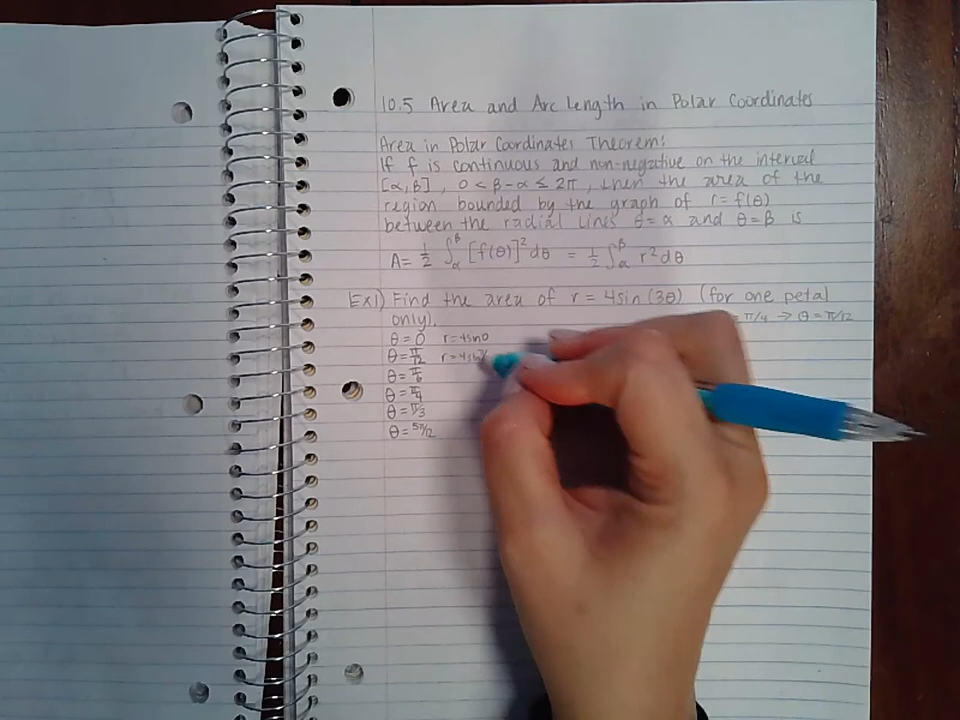 10.5 Area and Arc Length in Polar Coordinates
Area in Polar Coordinates Theorem:
If f is continuous and non-negative on the interval
[α,β], 0 < β-α ≤ 2π, then the area of the
region bounded by the graph of r=f(θ)
between the radial lines θ=α and θ=β is
A= 1/2 ∫_α^β [f(θ)]² dθ = 1/2 ∫_α^β r² dθ
Ex1) Find the area of r = 4sin(3θ) (for one petal
only).
= π/4 → θ = π/12
θ = 0 r=4sin0
θ = π/12 r=4sin
θ = π/6
θ = π/4
θ = π/3
θ = 5π/12